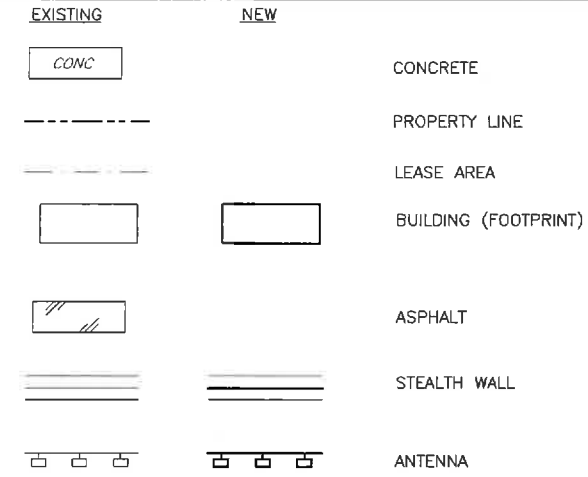 EXISTING NEW
CONC CONCRETE
PROPERTY LINE
LEASE AREA
BUILDING (FOOTPRINT)
ASPHALT
STEALTH WALL
ANTENNA